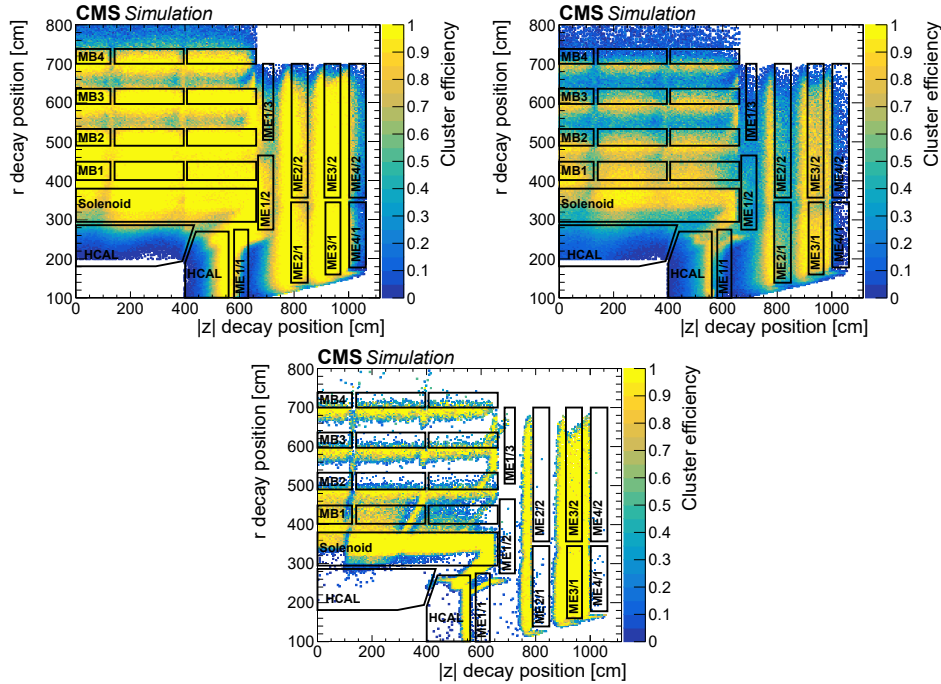 CMS Simulation
r decay position [cm]
800
700
600
500
400
300
200
100
MB4
MB3
MB2
MB1
Solenoid
HCAL
HCAL
ME1/1
ME1/2
ME1/3
ME2/1
ME2/2
ME3/1
ME3/2
ME4/1
ME4/2
0 200 400 600 800 1000
|z| decay position [cm]
1
0.9
0.8
0.7
0.6
0.5
0.4
0.3
0.2
0.1
0
Cluster efficiency
CMS Simulation
r decay position [cm]
800
700
600
500
400
300
200
100
MB4
MB3
MB2
MB1
Solenoid
HCAL
HCAL
ME1/1
ME1/2
ME1/3
ME2/1
ME2/2
ME3/1
ME3/2
ME4/1
ME4/2
0 200 400 600 800 1000
|z| decay position [cm]
1
0.9
0.8
0.7
0.6
0.5
0.4
0.3
0.2
0.1
0
Cluster efficiency
CMS Simulation
r decay position [cm]
800
700
600
500
400
300
200
100
MB4
MB3
MB2
MB1
Solenoid
HCAL
HCAL
ME1/1
ME1/2
ME1/3
ME2/1
ME2/2
ME3/1
ME3/2
ME4/1
ME4/2
0 200 400 600 800 1000
|z| decay position [cm]
1
0.9
0.8
0.7
0.6
0.5
0.4
0.3
0.2
0.1
0
Cluster efficiency